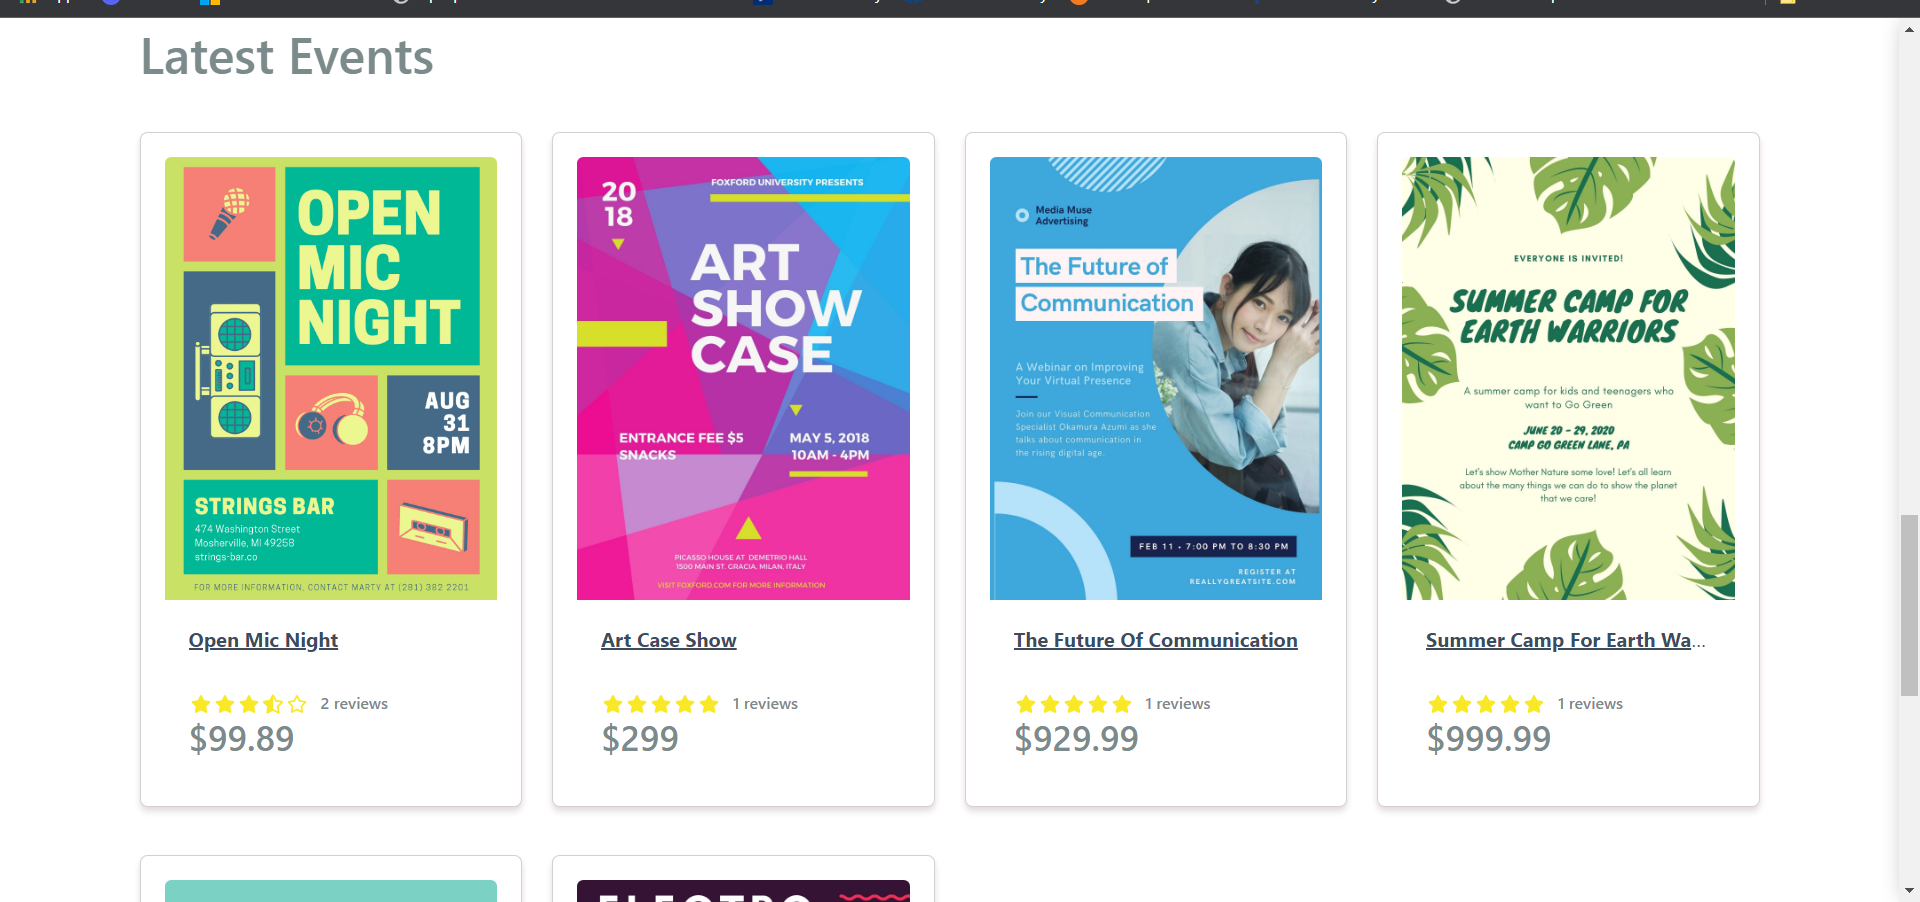 Latest Events
OPEN
MIC
NIGHT
AUG
31
8PM
STRINGS BAR
474 Washington Street
Mosherville, MI 49258
strings-bar.co
FOR MORE INFORMATION, CONTACT MARTY AT (281) 382 2201
Open Mic Night
2 reviews
$99.89
20
18
FOXFORD UNIVERSITY PRESENTS
ART
SHOW
CASE
ENTRANCE FEE $5
SNACKS
MAY 5, 2018
10AM - 4PM
PICASSO HOUSE AT DEMETRIO HALL
1500 MAIN ST. GRACIA, MILAN, ITALY
VISIT FOXFORD.COM FOR MORE INFORMATION
Art Case Show
1 reviews
$299
Media Muse
Advertising
The Future of
Communication
A Webinar on Improving
Your Virtual Presence
Join our Visual Communication
Specialist Okamura Azumi as she
talks about communication in
the rising digital age.
FEB 11 • 7:00 PM TO 8:30 PM
REGISTER AT
REALLYGREATSITE.COM
The Future Of Communication
1 reviews
$929.99
EVERYONE IS INVITED!
SUMMER CAMP FOR
EARTH WARRIORS
A summer camp for kids and teenagers who
want to Go Green
JUNE 20 - 29, 2020
CAMP GO GREEN LANE, PA
Let's show Mother Nature some love! Let's all learn
about the many things we can do to show the planet
that we care!
Summer Camp For Earth Wa...
1 reviews
$999.99
ELECTRO